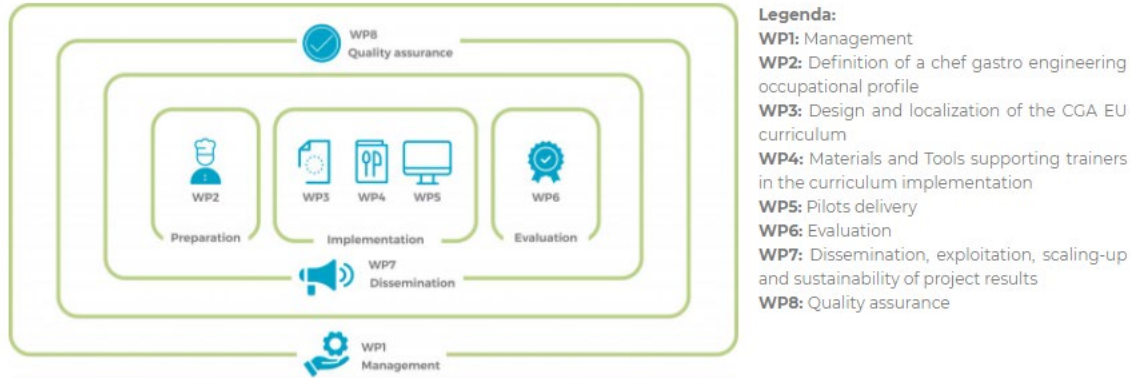 WP8
Quality assurance
WP2
WP3
WP4
WP5
WP6
Preparation
Implementation
Evaluation
WP7
Dissemination
WP1
Management
Legenda:
WP1: Management
WP2: Definition of a chef gastro engineering
occupational profile
WP3: Design and localization of the CGA EU
curriculum
WP4: Materials and Tools supporting trainers
in the curriculum implementation
WP5: Pilots delivery
WP6: Evaluation
WP7: Dissemination, exploitation, scaling-up
and sustainability of project results
WP8: Quality assurance